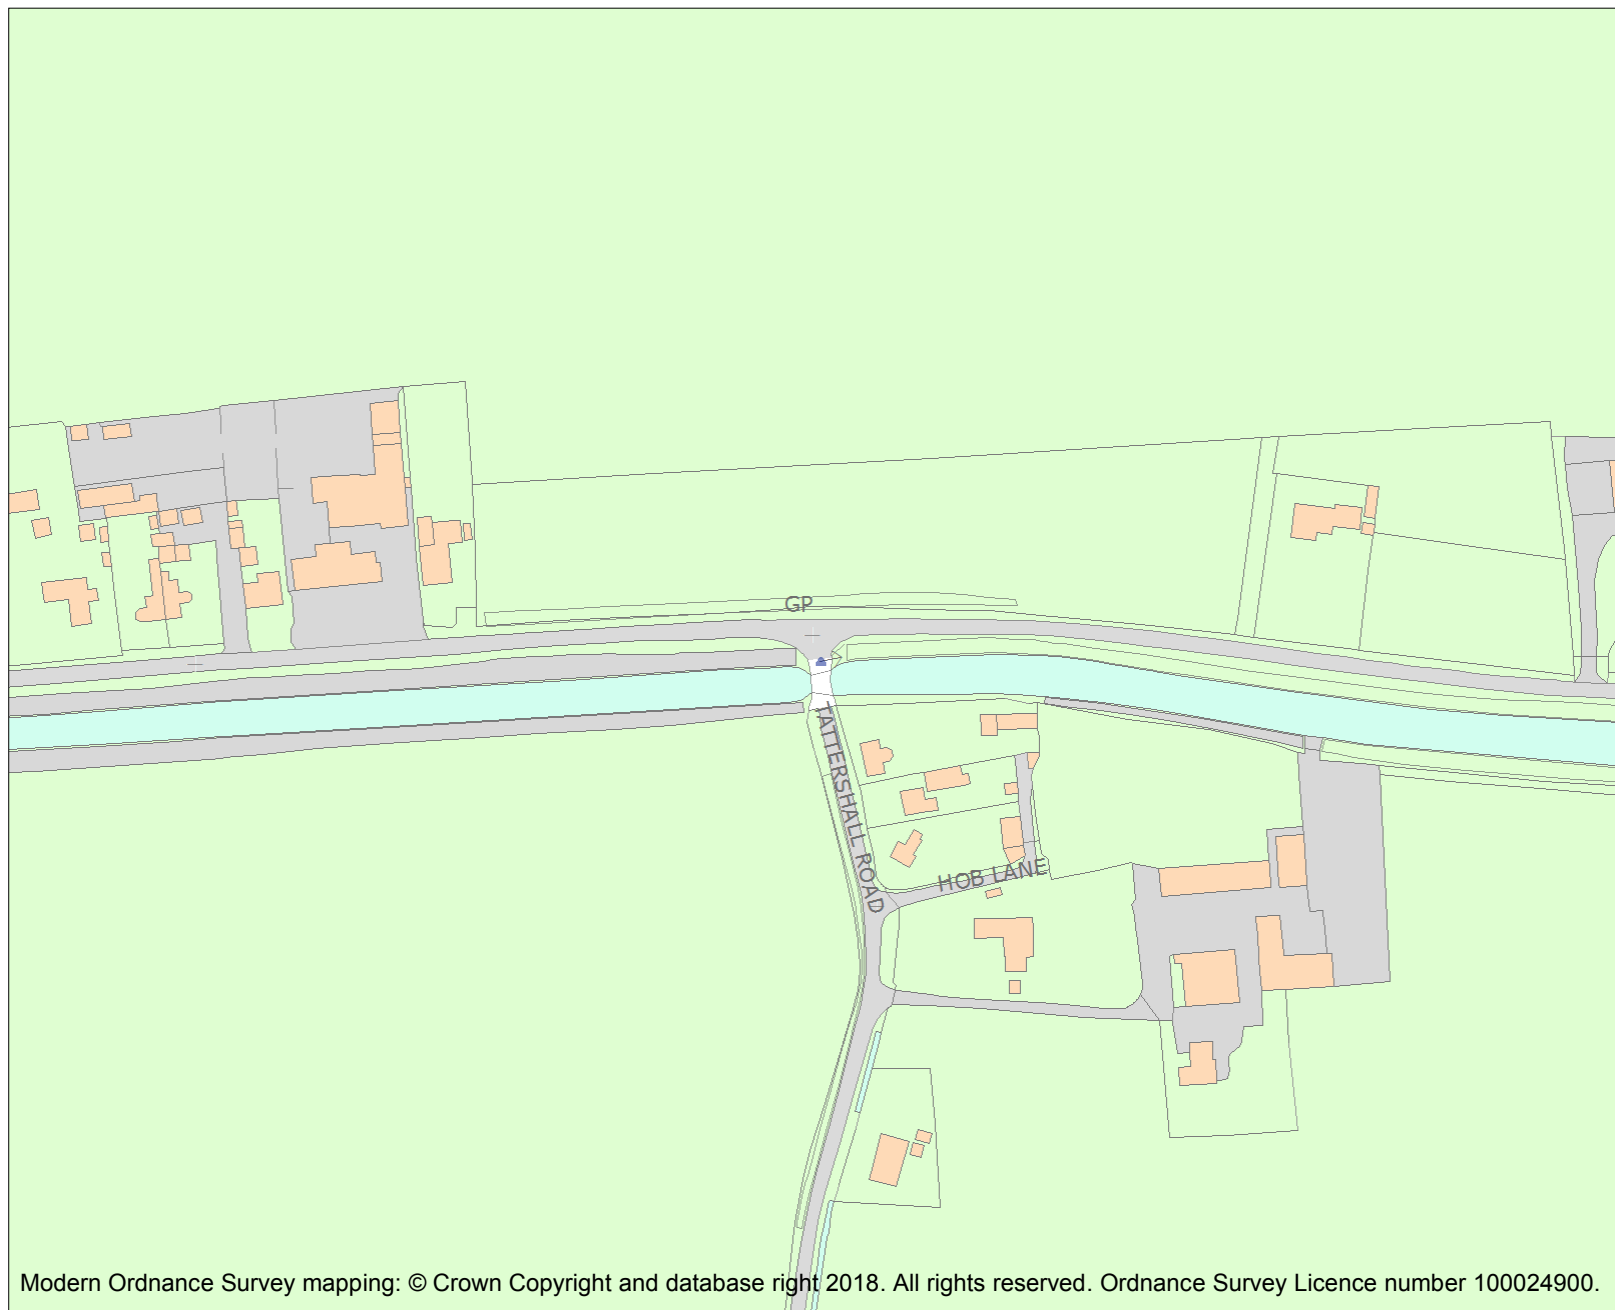 GP
TATTERSHALL ROAD
HOB LANE
Modern Ordnance Survey mapping: © Crown Copyright and database right 2018. All rights reserved. Ordnance Survey Licence number 100024900.